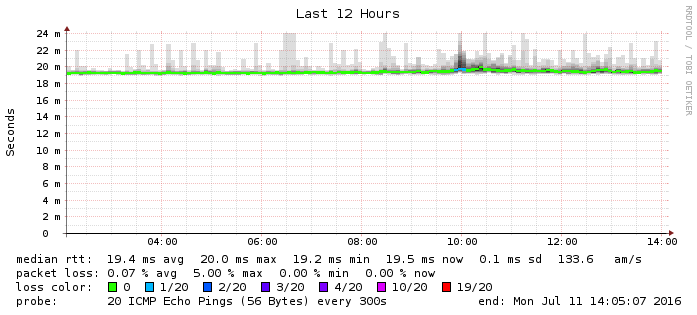 Last 12 Hours
RRDTOOL / TOBI OETIKER
Seconds
24 m
22 m
20 m
18 m
16 m
14 m
12 m
10 m
8 m
6 m
4 m
2 m
0
04:00 06:00 08:00 10:00 12:00 14:00
median rtt: 19.4 ms avg 20.0 ms max 19.2 ms min 19.5 ms now 0.1 ms sd 133.6 am/s
packet loss: 0.07 % avg 5.00 % max 0.00 % min 0.00 % now
loss color: 0 1/20 2/20 3/20 4/20 10/20 19/20
probe: 20 ICMP Echo Pings (56 Bytes) every 300s end: Mon Jul 11 14:05:07 2016